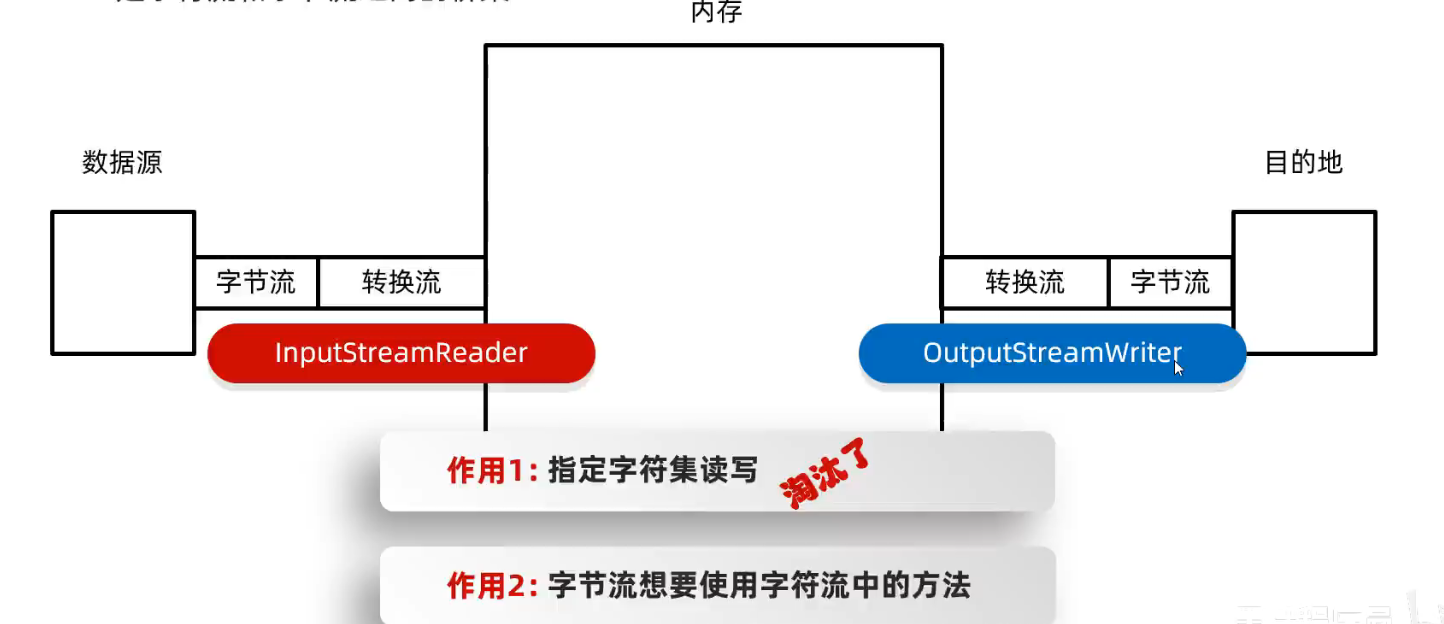 内存
数据源
目的地
字节流
转换流
转换流
字节流
InputStreamReader
OutputStreamWriter
作用1: 指定字符集读写
淘汰了
作用2: 字节流想要使用字符流中的方法